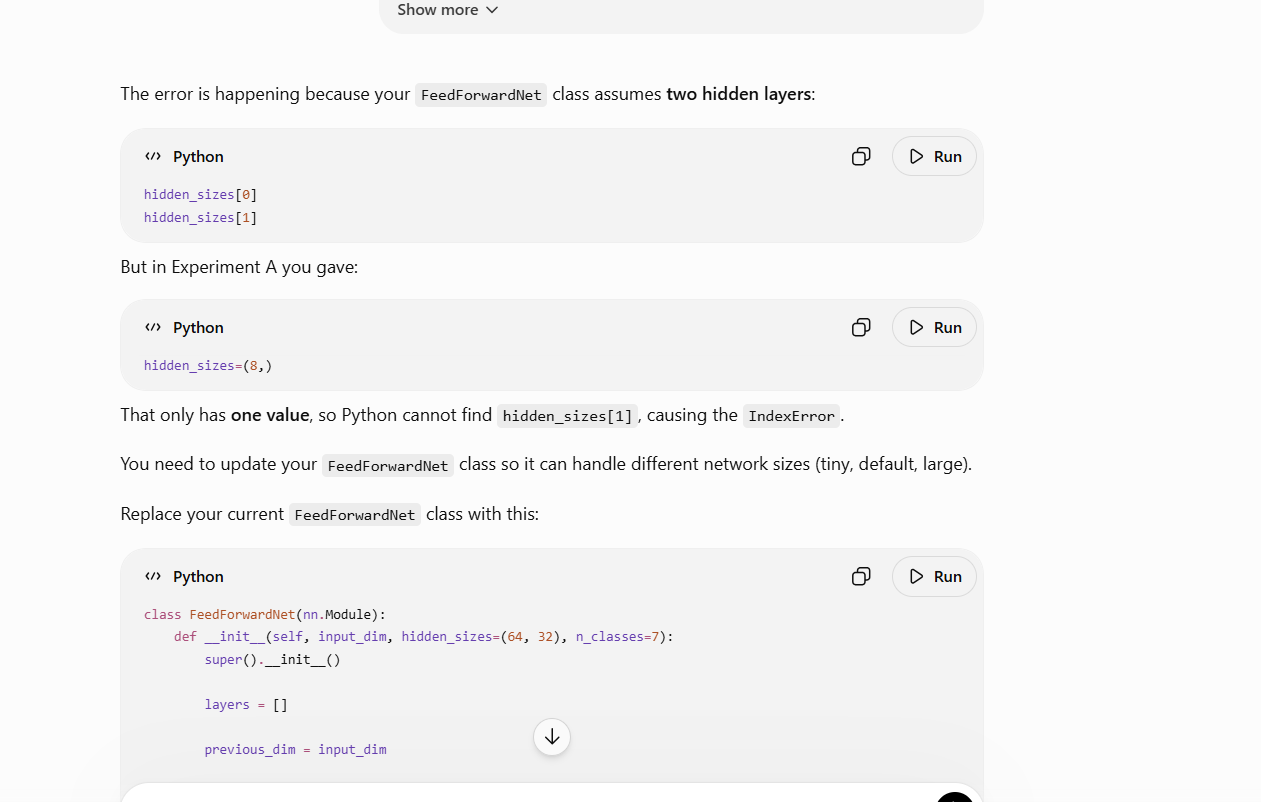 Show more
The error is happening because your FeedForwardNet class assumes two hidden layers:
Python
Run
hidden_sizes[0]
hidden_sizes[1]
But in Experiment A you gave:
Python
Run
hidden_sizes=(8,)
That only has one value, so Python cannot find hidden_sizes[1], causing the IndexError.
You need to update your FeedForwardNet class so it can handle different network sizes (tiny, default, large).
Replace your current FeedForwardNet class with this:
Python
Run
class FeedForwardNet(nn.Module):
    def __init__(self, input_dim, hidden_sizes=(64, 32), n_classes=7):
        super().__init__()
        layers = []
        previous_dim = input_dim